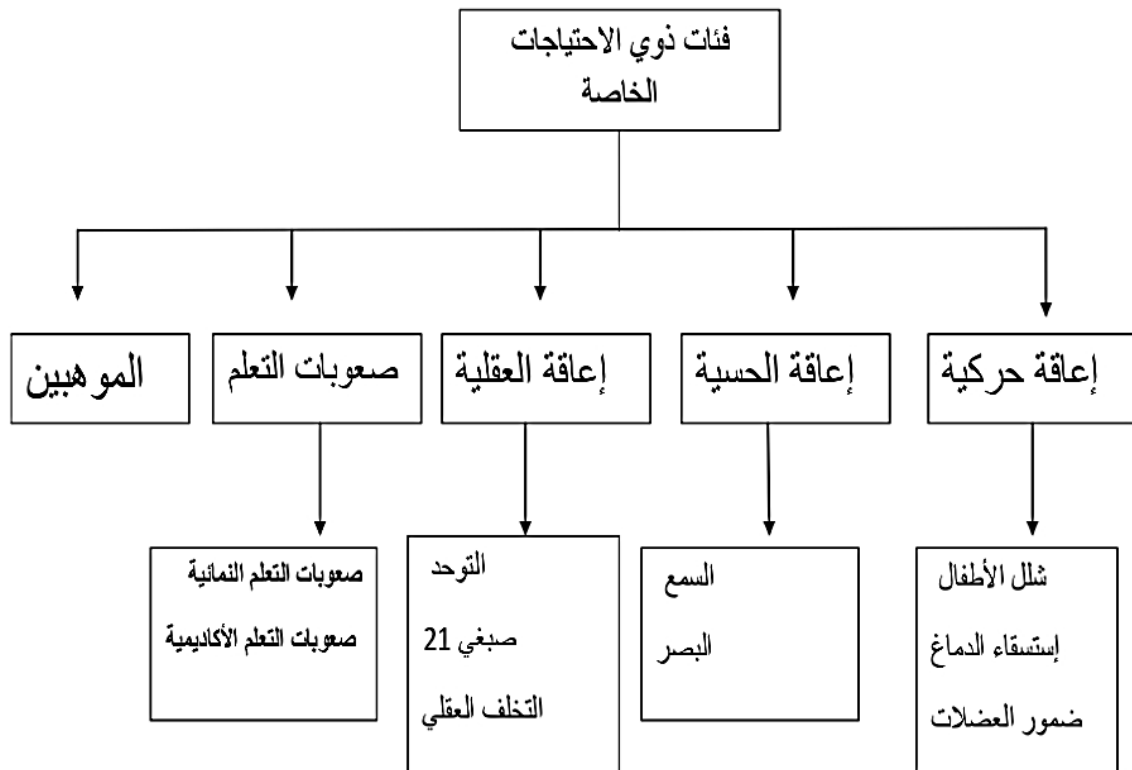 فئات ذوي الاحتياجات
الخاصة
إعاقة حركية
إعاقة الحسية
إعاقة العقلية
صعوبات التعلم
الموهبين
شلل الأطفال
إستسقاء الدماغ
ضمور العضلات
السمع
البصر
التوحد
صبغي 21
التخلف العقلي
صعوبات التعلم النمائية
صعوبات التعلم الأكاديمية